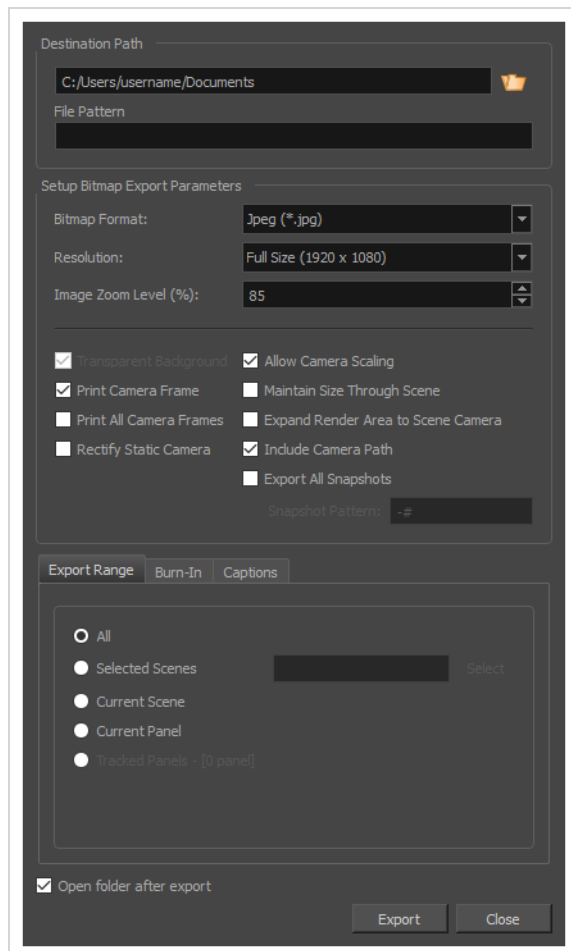 Destination Path
C:/Users/username/Documents
File Pattern
Setup Bitmap Export Parameters
Bitmap Format: Jpeg (*.jpg)
Resolution: Full Size (1920 x 1080)
Image Zoom Level (%): 85
Transparent Background Allow Camera Scaling
Print Camera Frame Maintain Size Through Scene
Print All Camera Frames Expand Render Area to Scene Camera
Rectify Static Camera Include Camera Path
Export All Snapshots
Snapshot Pattern: -#
Export Range Burn-In Captions
All
Selected Scenes Select
Current Scene
Current Panel
Tracked Panels - [0 panel]
Open folder after export
Export Close